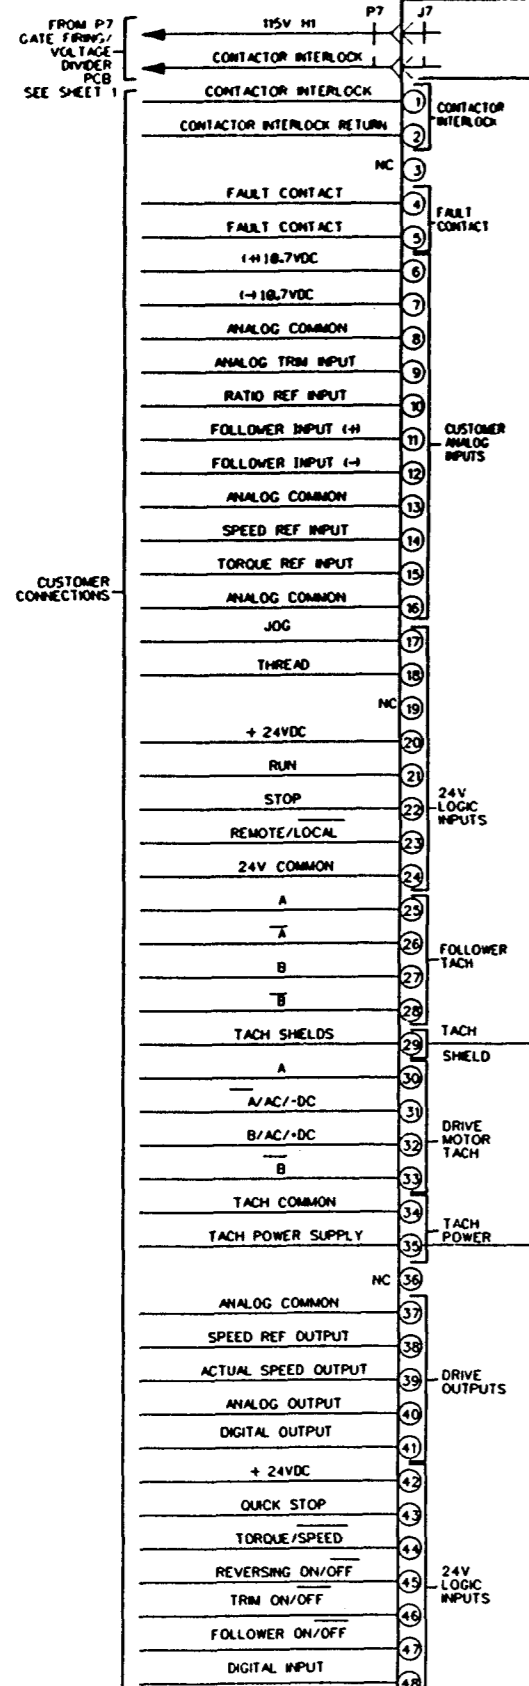 P7
J7
FROM P7
GATE FIRING/
VOLTAGE
DIVIDER
PCB
SEE SHEET 1
115V H1
CONTACTOR INTERLOCK
CONTACTOR INTERLOCK
1
CONTACTOR
INTERLOCK
CONTACTOR INTERLOCK RETURN
2
NC
3
FAULT CONTACT
4
FAULT
CONTACT
FAULT CONTACT
5
(+)10.7VDC
6
(-)10.7VDC
7
ANALOG COMMON
8
ANALOG TRIM INPUT
9
RATIO REF INPUT
10
FOLLOWER INPUT (+)
11
CUSTOMER
ANALOG
INPUTS
FOLLOWER INPUT (-)
12
ANALOG COMMON
13
SPEED REF INPUT
14
TORQUE REF INPUT
15
CUSTOMER
CONNECTIONS
ANALOG COMMON
16
JOG
17
THREAD
18
NC
19
+ 24VDC
20
RUN
21
STOP
22
24V
LOGIC
INPUTS
REMOTE/L̅O̅C̅A̅L̅
23
24V COMMON
24
A
25
A̅
26
FOLLOWER
TACH
B
27
B̅
28
TACH SHIELDS
29
TACH
SHIELD
A
30
A̅/AC/-DC
31
DRIVE
MOTOR
TACH
B/AC/+DC
32
B̅
33
TACH COMMON
34
TACH
POWER
TACH POWER SUPPLY
35
NC
36
ANALOG COMMON
37
SPEED REF OUTPUT
38
ACTUAL SPEED OUTPUT
39
DRIVE
OUTPUTS
ANALOG OUTPUT
40
DIGITAL OUTPUT
41
+ 24VDC
42
QUICK STOP
43
TORQUE/S̅P̅E̅E̅D̅
44
REVERSING ON/O̅F̅F̅
45
24V
LOGIC
INPUTS
TRIM ON/O̅F̅F̅
46
FOLLOWER ON/O̅F̅F̅
47
DIGITAL INPUT
48